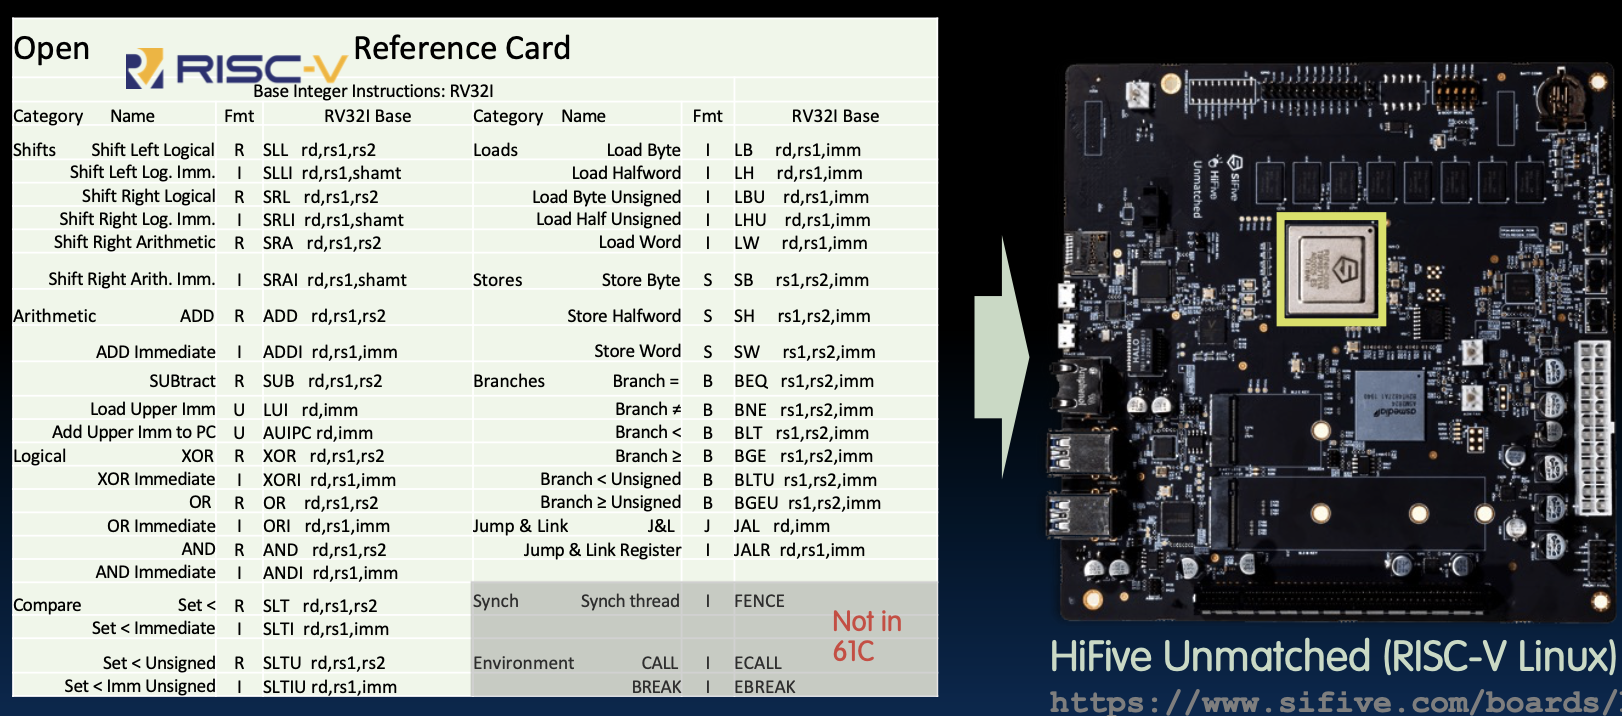 Open RISC-V Reference Card
Base Integer Instructions: RV32I
Category Name Fmt RV32I Base Category Name Fmt RV32I Base
Shifts Shift Left Logical R SLL rd,rs1,rs2 Loads Load Byte I LB rd,rs1,imm
Shift Left Log. Imm. I SLLI rd,rs1,shamt Load Halfword I LH rd,rs1,imm
Shift Right Logical R SRL rd,rs1,rs2 Load Byte Unsigned I LBU rd,rs1,imm
Shift Right Log. Imm. I SRLI rd,rs1,shamt Load Half Unsigned I LHU rd,rs1,imm
Shift Right Arithmetic R SRA rd,rs1,rs2 Load Word I LW rd,rs1,imm
Shift Right Arith. Imm. I SRAI rd,rs1,shamt Stores Store Byte S SB rs1,rs2,imm
Arithmetic ADD R ADD rd,rs1,rs2 Store Halfword S SH rs1,rs2,imm
ADD Immediate I ADDI rd,rs1,imm Store Word S SW rs1,rs2,imm
SUBtract R SUB rd,rs1,rs2 Branches Branch = B BEQ rs1,rs2,imm
Load Upper Imm U LUI rd,imm Branch ≠ B BNE rs1,rs2,imm
Add Upper Imm to PC U AUIPC rd,imm Branch < B BLT rs1,rs2,imm
Logical XOR R XOR rd,rs1,rs2 Branch ≥ B BGE rs1,rs2,imm
XOR Immediate I XORI rd,rs1,imm Branch < Unsigned B BLTU rs1,rs2,imm
OR R OR rd,rs1,rs2 Branch ≥ Unsigned B BGEU rs1,rs2,imm
OR Immediate I ORI rd,rs1,imm Jump & Link J&L J JAL rd,imm
AND R AND rd,rs1,rs2 Jump & Link Register I JALR rd,rs1,imm
AND Immediate I ANDI rd,rs1,imm
Compare Set < R SLT rd,rs1,rs2 Synch Synch thread I FENCE
Set < Immediate I SLTI rd,rs1,imm
Set < Unsigned R SLTU rd,rs1,rs2 Environment CALL I ECALL
Set < Imm Unsigned I SLTIU rd,rs1,imm BREAK I EBREAK
Not in
61C
SiFive
HiFive
Unmatched
HALO
asmedia
HiFive Unmatched (RISC-V Linux)
https://www.sifive.com/boards/